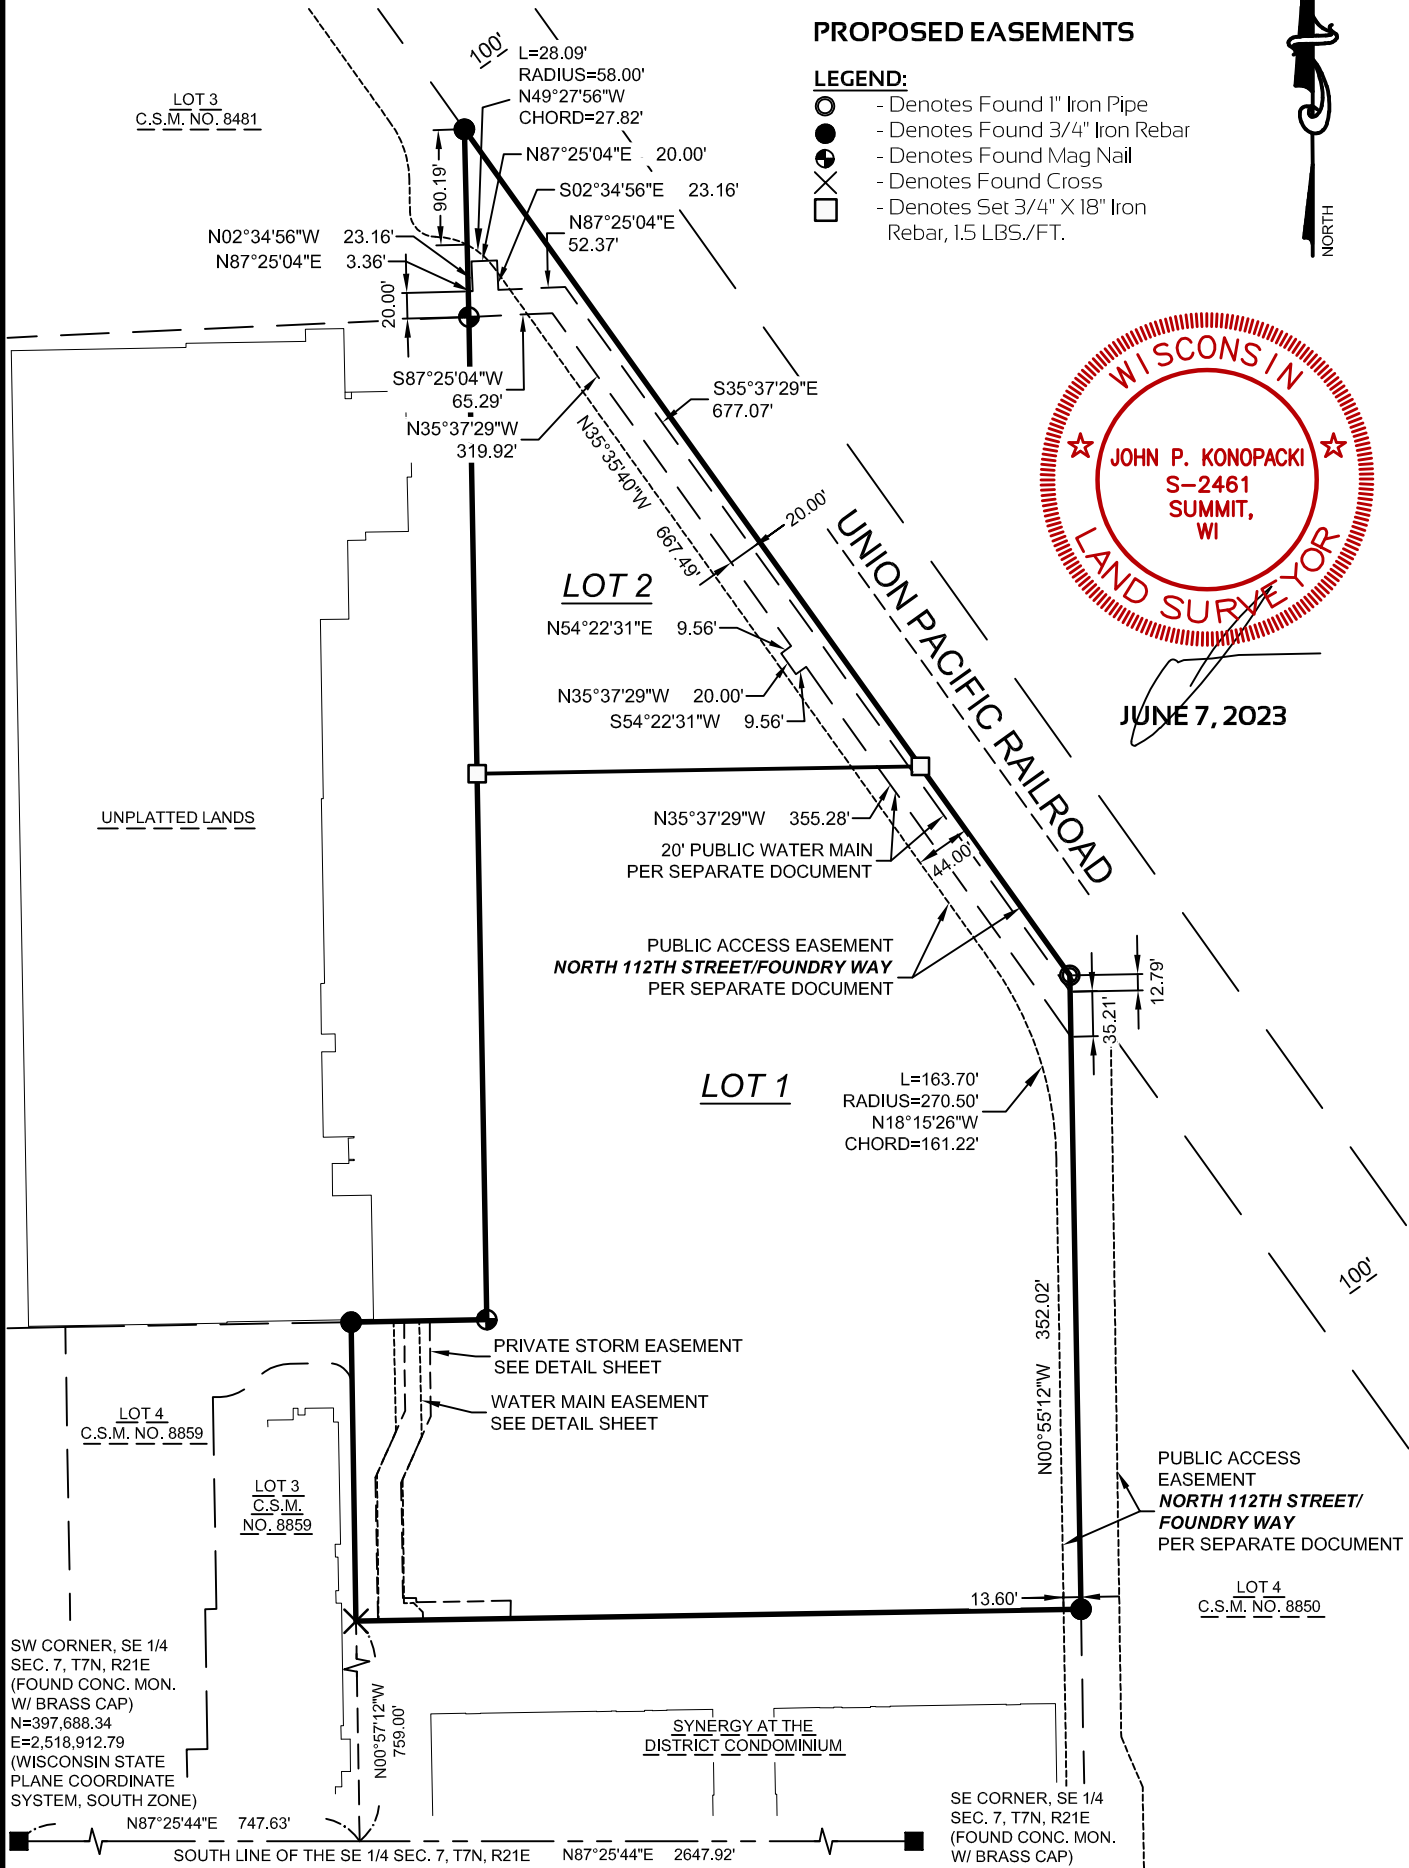 PROPOSED EASEMENTS
LEGEND:
- Denotes Found 1" Iron Pipe
- Denotes Found 3/4" Iron Rebar
- Denotes Found Mag Nail
- Denotes Found Cross
- Denotes Set 3/4" X 18" Iron
Rebar, 1.5 LBS./FT.
NORTH
100'
L=28.09'
RADIUS=58.00'
N49°27'56"W
CHORD=27.82'
LOT 3
C.S.M. NO. 8481
N87°25'04"E 20.00'
90.19'
S02°34'56"E 23.16'
N87°25'04"E
52.37'
N02°34'56"W 23.16'
N87°25'04"E 3.36'
20.00'
S87°25'04"W
65.29'
N35°37'29"W
319.92'
S35°37'29"E
677.07'
N35°35'40"W 667.49'
20.00'
WISCONSIN
JOHN P. KONOPACKI
S-2461
SUMMIT,
WI
LAND SURVEYOR
JUNE 7, 2023
UNION PACIFIC RAILROAD
LOT 2
N54°22'31"E 9.56'
N35°37'29"W 20.00'
S54°22'31"W 9.56'
UNPLATTED LANDS
N35°37'29"W 355.28'
20' PUBLIC WATER MAIN
PER SEPARATE DOCUMENT
44.00'
PUBLIC ACCESS EASEMENT
NORTH 112TH STREET/FOUNDRY WAY
PER SEPARATE DOCUMENT
12.79'
35.21'
LOT 1
L=163.70'
RADIUS=270.50'
N18°15'26"W
CHORD=161.22'
100'
N00°55'12"W 352.02'
PRIVATE STORM EASEMENT
SEE DETAIL SHEET
WATER MAIN EASEMENT
SEE DETAIL SHEET
LOT 4
C.S.M. NO. 8859
LOT 3
C.S.M.
NO. 8859
PUBLIC ACCESS
EASEMENT
NORTH 112TH STREET/
FOUNDRY WAY
PER SEPARATE DOCUMENT
13.60'
LOT 4
C.S.M. NO. 8850
SW CORNER, SE 1/4
SEC. 7, T7N, R21E
(FOUND CONC. MON.
W/ BRASS CAP)
N=397,688.34
E=2,518,912.79
(WISCONSIN STATE
PLANE COORDINATE
SYSTEM, SOUTH ZONE)
N00°57'12"W
759.00'
SYNERGY AT THE
DISTRICT CONDOMINIUM
SE CORNER, SE 1/4
SEC. 7, T7N, R21E
(FOUND CONC. MON.
W/ BRASS CAP)
N87°25'44"E 747.63'
SOUTH LINE OF THE SE 1/4 SEC. 7, T7N, R21E N87°25'44"E 2647.92'